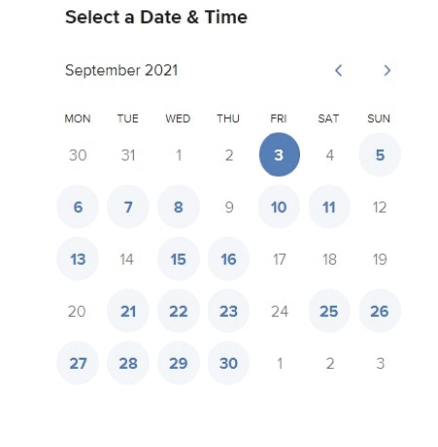 Select a Date & Time
September 2021
MON TUE WED THU FRI SAT SUN
30 31 1 2 3 4 5
6 7 8 9 10 11 12
13 14 15 16 17 18 19
20 21 22 23 24 25 26
27 28 29 30 1 2 3